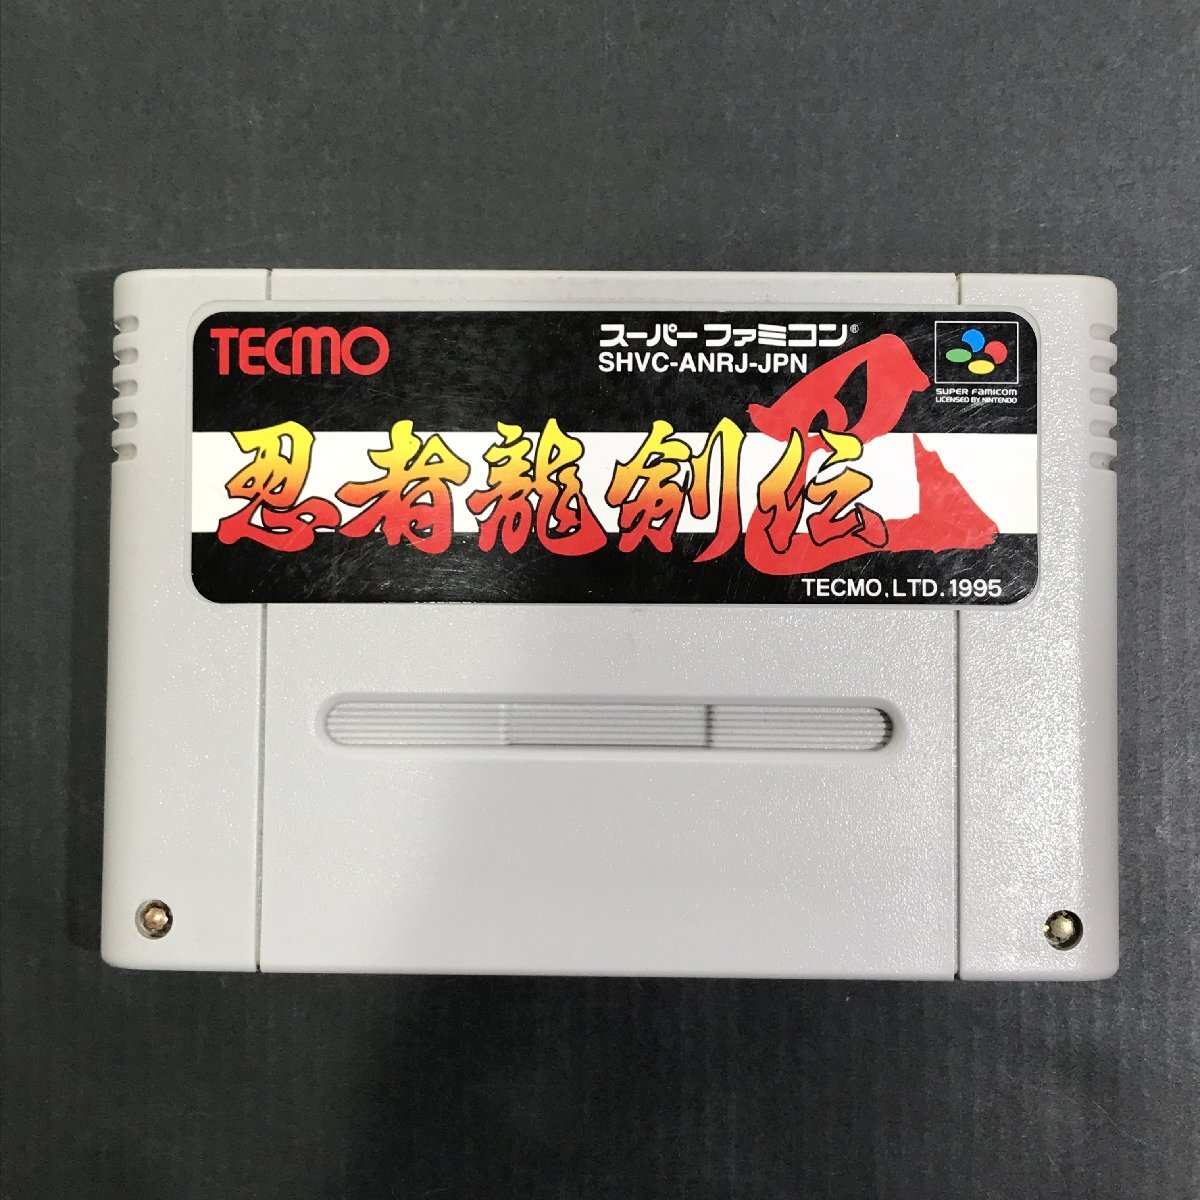 TECMO
スーパーファミコン®
SHVC-ANRJ-JPN
SUPER FAMICOM
LICENSED BY NINTENDO
忍者龍剣伝
巴
TECMO,LTD.1995